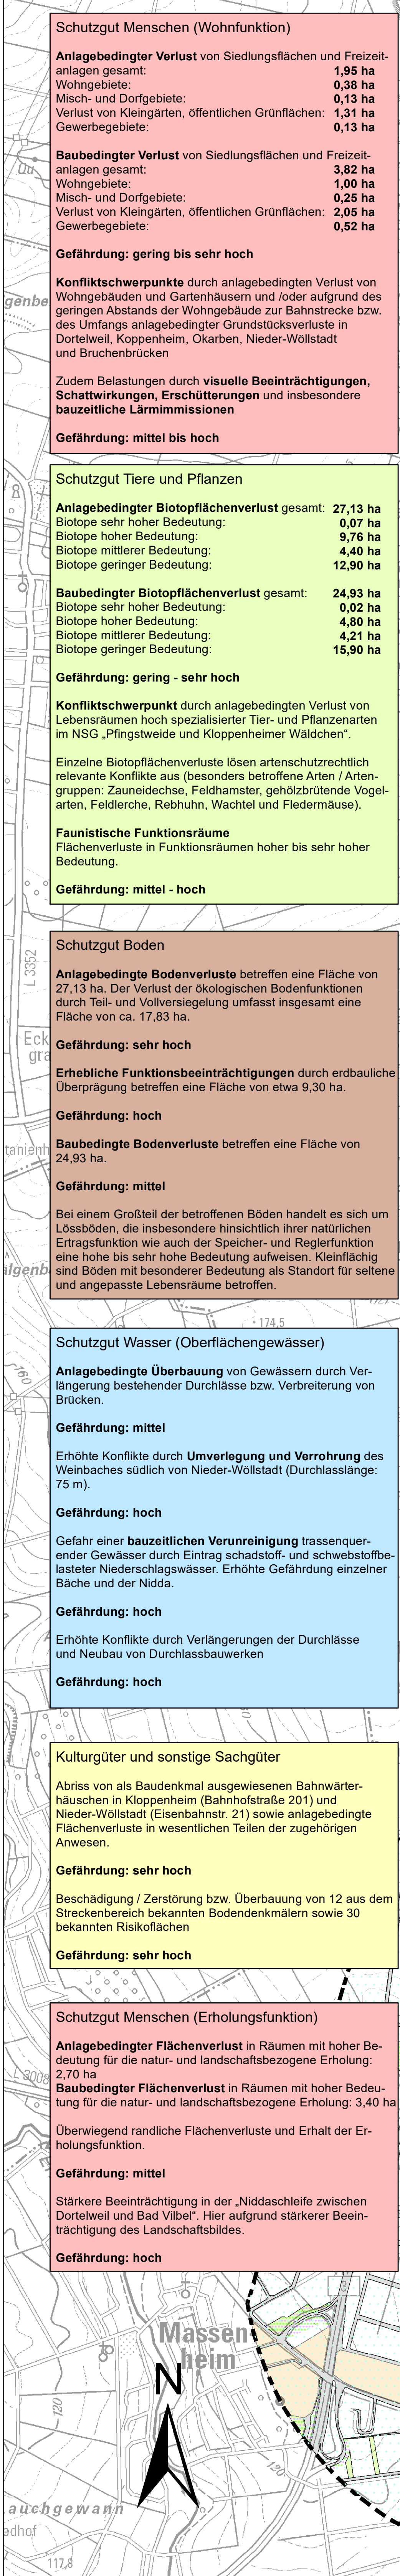 Schutzgut Menschen (Wohnfunktion)
Anlagebedingter Verlust von Siedlungsflächen und Freizeit-
anlagen gesamt: 1,95 ha
Wohngebiete: 0,38 ha
Misch- und Dorfgebiete: 0,13 ha
Verlust von Kleingärten, öffentlichen Grünflächen: 1,31 ha
Gewerbegebiete: 0,13 ha
Baubedingter Verlust von Siedlungsflächen und Freizeit-
anlagen gesamt: 3,82 ha
Wohngebiete: 1,00 ha
Misch- und Dorfgebiete: 0,25 ha
Verlust von Kleingärten, öffentlichen Grünflächen: 2,05 ha
Gewerbegebiete: 0,52 ha
Gefährdung: gering bis sehr hoch
Konfliktschwerpunkte durch anlagebedingten Verlust von
Wohngebäuden und Gartenhäusern und /oder aufgrund des
geringen Abstands der Wohngebäude zur Bahnstrecke bzw.
des Umfangs anlagebedingter Grundstücksverluste in
Dortelweil, Koppenheim, Okarben, Nieder-Wöllstadt
und Bruchenbrücken
Zudem Belastungen durch visuelle Beeinträchtigungen,
Schattwirkungen, Erschütterungen und insbesondere
bauzeitliche Lärmimmissionen
Gefährdung: mittel bis hoch
Schutzgut Tiere und Pflanzen
Anlagebedingter Biotopflächenverlust gesamt: 27,13 ha
Biotope sehr hoher Bedeutung: 0,07 ha
Biotope hoher Bedeutung: 9,76 ha
Biotope mittlerer Bedeutung: 4,40 ha
Biotope geringer Bedeutung: 12,90 ha
Baubedingter Biotopflächenverlust gesamt: 24,93 ha
Biotope sehr hoher Bedeutung: 0,02 ha
Biotope hoher Bedeutung: 4,80 ha
Biotope mittlerer Bedeutung: 4,21 ha
Biotope geringer Bedeutung: 15,90 ha
Gefährdung: gering - sehr hoch
Konfliktschwerpunkt durch anlagebedingten Verlust von
Lebensräumen hoch spezialisierter Tier- und Pflanzenarten
im NSG „Pfingstweide und Kloppenheimer Wäldchen“.
Einzelne Biotopflächenverluste lösen artenschutzrechtlich
relevante Konflikte aus (besonders betroffene Arten / Arten-
gruppen: Zauneidechse, Feldhamster, gehölzbrütende Vogel-
arten, Feldlerche, Rebhuhn, Wachtel und Fledermäuse).
Faunistische Funktionsräume
Flächenverluste in Funktionsräumen hoher bis sehr hoher
Bedeutung.
Gefährdung: mittel - hoch
L 3352
Schutzgut Boden
Anlagebedingte Bodenverluste betreffen eine Fläche von
27,13 ha. Der Verlust der ökologischen Bodenfunktionen
durch Teil- und Vollversiegelung umfasst insgesamt eine
Fläche von ca. 17,83 ha.
Gefährdung: sehr hoch
Erhebliche Funktionsbeeinträchtigungen durch erdbauliche
Überprägung betreffen eine Fläche von etwa 9,30 ha.
Gefährdung: hoch
Baubedingte Bodenverluste betreffen eine Fläche von
24,93 ha.
Gefährdung: mittel
Bei einem Großteil der betroffenen Böden handelt es sich um
Lössböden, die insbesondere hinsichtlich ihrer natürlichen
Ertragsfunktion wie auch der Speicher- und Reglerfunktion
eine hohe bis sehr hohe Bedeutung aufweisen. Kleinflächig
sind Böden mit besonderer Bedeutung als Standort für seltene
und angepasste Lebensräume betroffen.
174,5
Schutzgut Wasser (Oberflächengewässer)
160
Anlagebedingte Überbauung von Gewässern durch Ver-
längerung bestehender Durchlässe bzw. Verbreiterung von
Brücken.
Gefährdung: mittel
Erhöhte Konflikte durch Umverlegung und Verrohrung des
Weinbaches südlich von Nieder-Wöllstadt (Durchlasslänge:
75 m).
Gefährdung: hoch
Gefahr einer bauzeitlichen Verunreinigung trassenquer-
ender Gewässer durch Eintrag schadstoff- und schwebstoffbe-
lasteter Niederschlagswässer. Erhöhte Gefährdung einzelner
Bäche und der Nidda.
Gefährdung: hoch
Erhöhte Konflikte durch Verlängerungen der Durchlässe
und Neubau von Durchlassbauwerken
Gefährdung: hoch
Kulturgüter und sonstige Sachgüter
Abriss von als Baudenkmal ausgewiesenen Bahnwärter-
häuschen in Kloppenheim (Bahnhofstraße 201) und
Nieder-Wöllstadt (Eisenbahnstr. 21) sowie anlagebedingte
Flächenverluste in wesentlichen Teilen der zugehörigen
Anwesen.
Gefährdung: sehr hoch
Beschädigung / Zerstörung bzw. Überbauung von 12 aus dem
Streckenbereich bekannten Bodendenkmälern sowie 30
bekannten Risikoflächen
Gefährdung: sehr hoch
Schutzgut Menschen (Erholungsfunktion)
Anlagebedingter Flächenverlust in Räumen mit hoher Be-
deutung für die natur- und landschaftsbezogene Erholung:
2,70 ha
L 3008
Baubedingter Flächenverlust in Räumen mit hoher Bedeu-
tung für die natur- und landschaftsbezogene Erholung: 3,40 ha
Überwiegend randliche Flächenverluste und Erhalt der Er-
holungsfunktion.
Gefährdung: mittel
Stärkere Beeinträchtigung in der „Niddaschleife zwischen
Dortelweil und Bad Vilbel“. Hier aufgrund stärkerer Beein-
trächtigung des Landschaftsbildes.
Gefährdung: hoch
Massen-
heim
N
120
120
auchgewann
edhof
117,8